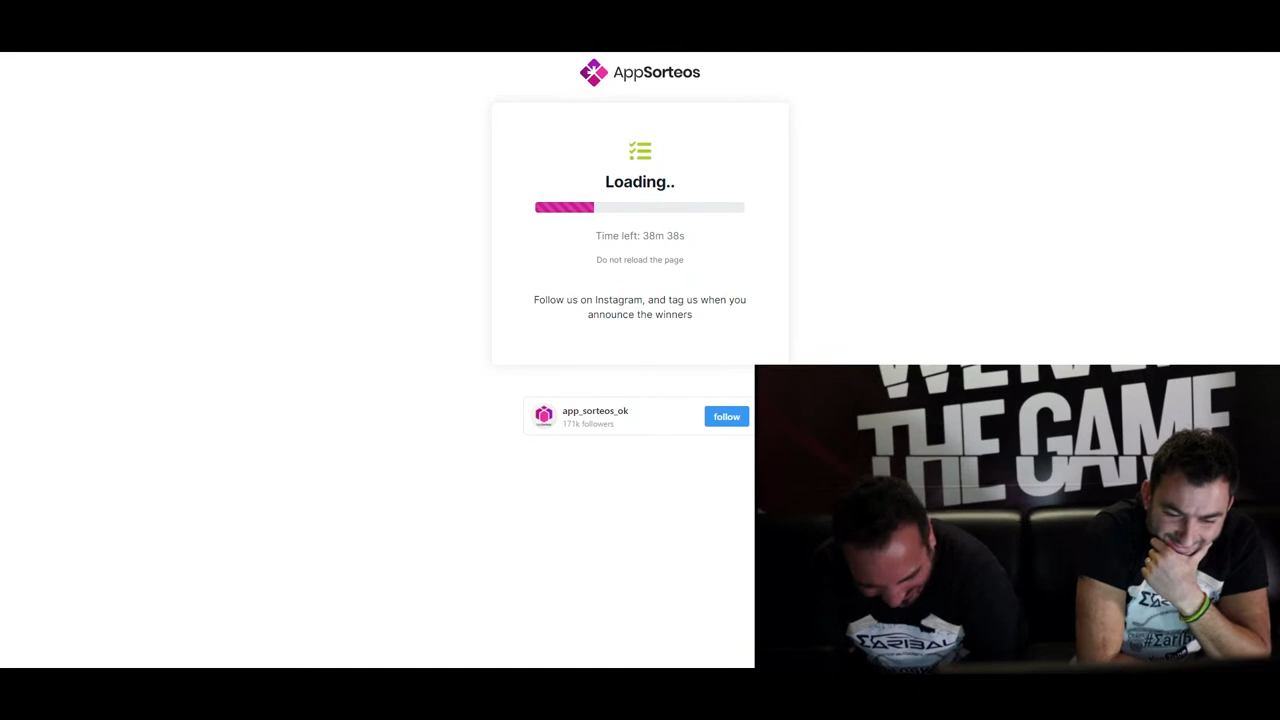 AppSorteos
Loading..
Time left: 38m 38s
Do not reload the page
Follow us on Instagram, and tag us when you
announce the winners
app_sorteos_ok
171k followers
follow
THE GAME
ΣARIBAL